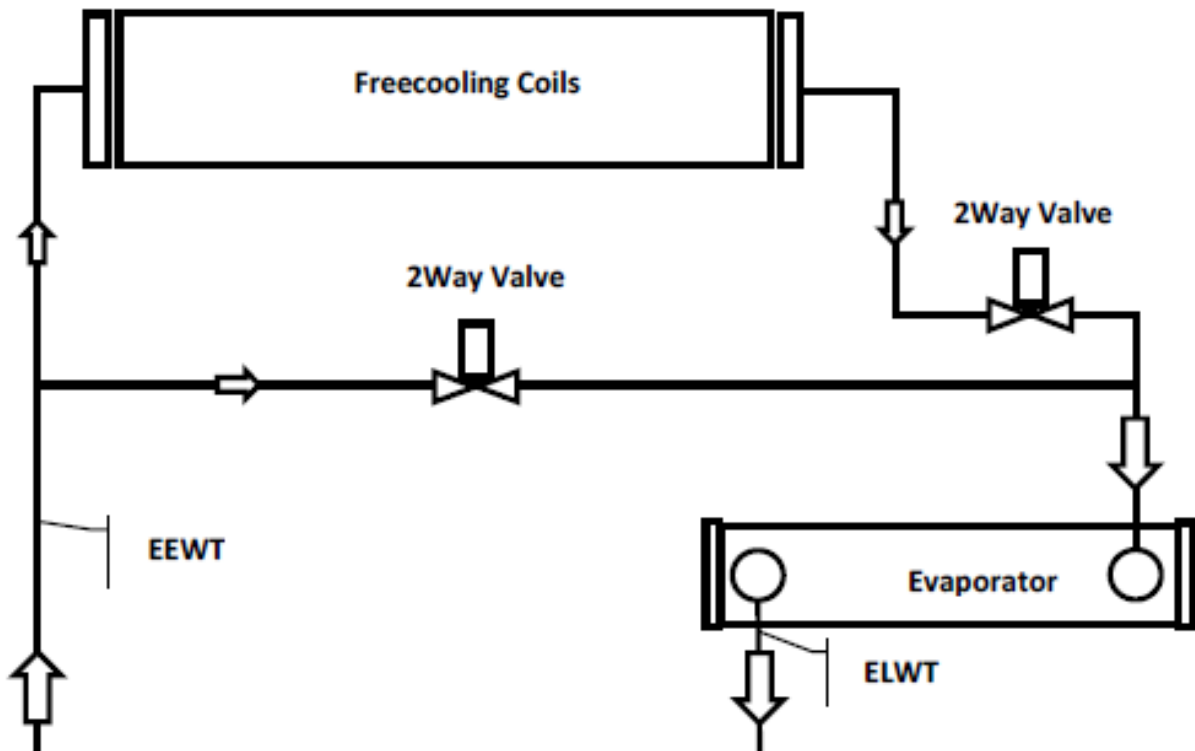 Freecooling Coils
2Way Valve
2Way Valve
EEWT
Evaporator
ELWT